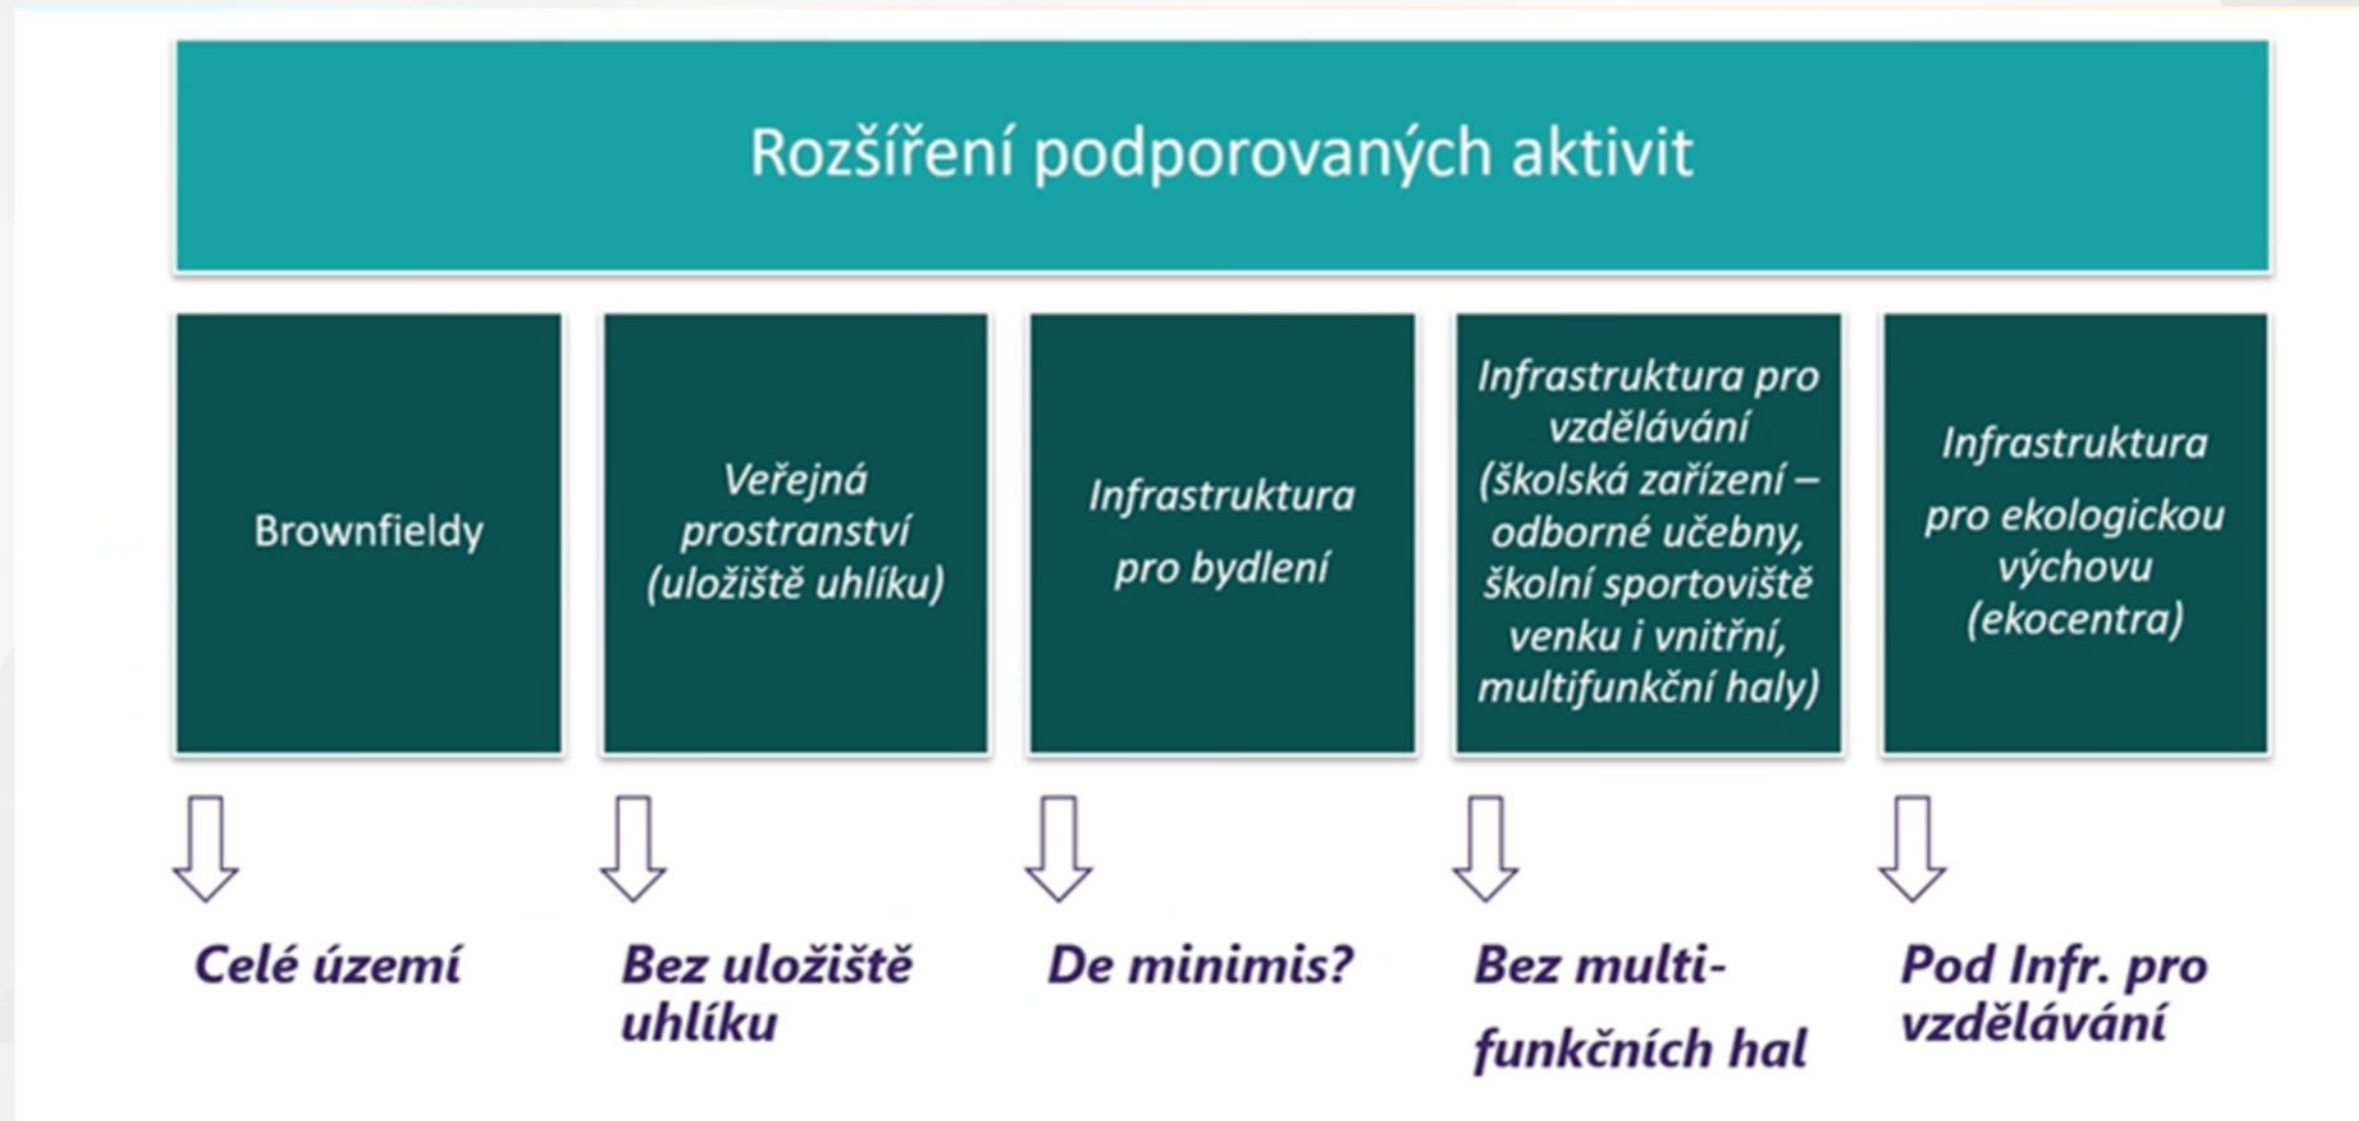 Rozšíření podporovaných aktivit
Brownfieldy
Veřejná
prostranství
(uložiště uhlíku)
Infrastruktura
pro bydlení
Infrastruktura pro
vzdělávání
(školská zařízení –
odborné učebny,
školní sportoviště
venku i vnitřní,
multifunkční haly)
Infrastruktura
pro ekologickou
výchovu
(ekocentra)
Celé území
Bez uložiště
uhlíku
De minimis?
Bez multi-
funkčních hal
Pod Infr. pro
vzdělávání